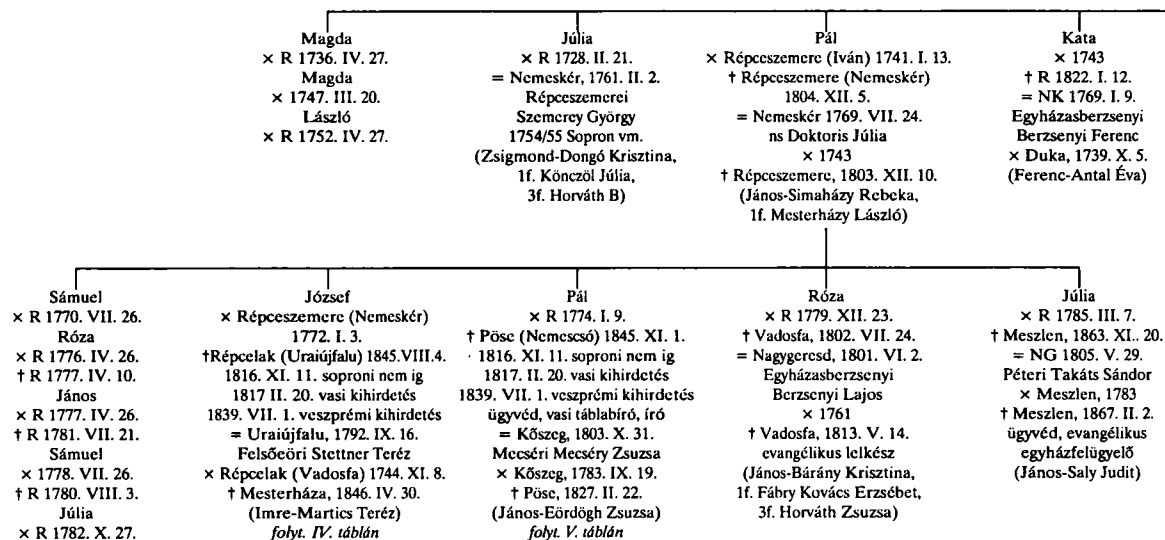 Magda
× R 1736. IV. 27.
Magda
× 1747. III. 20.
László
× R 1752. IV. 27.
Júlia
× R 1728. II. 21.
= Nemeskér, 1761. II. 2.
Répceszemerei
Szemerey György
1754/55 Sopron vm.
(Zsigmond-Dongó Krisztina,
1f. Könczöl Júlia,
3f. Horváth B)
Pál
× Répceszemere (Iván) 1741. I. 13.
† Répceszemere (Nemeskér)
1804. XII. 5.
= Nemeskér 1769. VII. 24.
ns Doktoris Júlia
× 1743
† Répceszemere, 1803. XII. 10.
(János-Simaházy Rebeka,
1f. Mesterházy László)
Kata
× 1743
† R 1822. I. 12.
= NK 1769. I. 9.
Egyházasberzsenyi
Berzsenyi Ferenc
× Duka, 1739. X. 5.
(Ferenc-Antal Éva)
Sámuel
× R 1770. VII. 26.
Róza
× R 1776. IV. 26.
† R 1777. IV. 10.
János
× R 1777. IV. 26.
† R 1781. VII. 21.
Sámuel
× 1778. VII. 26.
† R 1780. VIII. 3.
Júlia
× R 1782. X. 27.
József
× Répceszemere (Nemeskér)
1772. I. 3.
†Répcelak (Uraiújfalu) 1845.VIII.4.
1816. XI. 11. soproni nem ig
1817 II. 20. vasi kihirdetés
1839. VII. 1. veszprémi kihirdetés
= Uraiújfalu, 1792. IX. 16.
Felsőeöri Stettner Teréz
× Répcelak (Vadosfa) 1744. XI. 8.
† Mesterháza, 1846. IV. 30.
(Imre-Martics Teréz)
folyt. IV. táblán
Pál
× R 1774. I. 9.
† Pöse (Nemescsó) 1845. XI. 1.
1816. XI. 11. soproni nem ig
1817. II. 20. vasi kihirdetés
1839. VII. 1. veszprémi kihirdetés
ügyvéd, vasi táblabíró, író
= Kőszeg, 1803. X. 31.
Mecséri Mecséry Zsuzsa
× Kőszeg, 1783. IX. 19.
† Pöse, 1827. II. 22.
(János-Eördögh Zsuzsa)
folyt. V. táblán
Róza
× R 1779. XII. 23.
† Vadosfa, 1802. VII. 24.
= Nagygeresd, 1801. VI. 2.
Egyházasberzsenyi
Berzsenyi Lajos
× 1761
† Vadosfa, 1813. V. 14.
evangélikus lelkész
(János-Bárány Krisztina,
1f. Fábry Kovács Erzsébet,
3f. Horváth Zsuzsa)
Júlia
× R 1785. III. 7.
† Meszlen, 1863. XI.. 20.
= NG 1805. V. 29.
Péteri Takáts Sándor
× Meszlen, 1783
† Meszlen, 1867. II. 2.
ügyvéd, evangélikus
egyházfelügyelő
(János-Saly Judit)